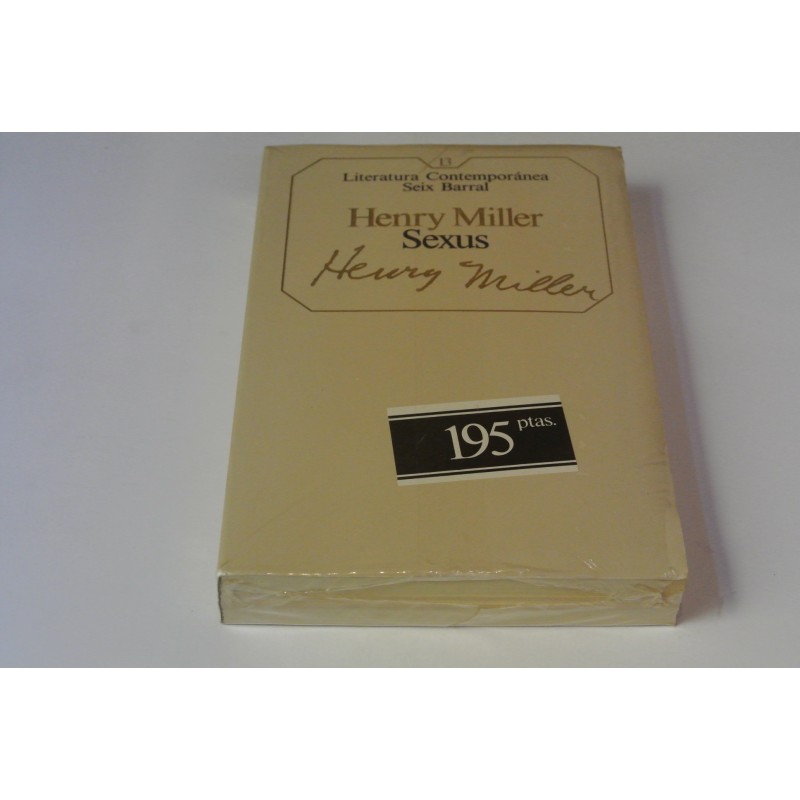 13
Literatura Contemporánea
Seix Barral
Henry Miller
Sexus
Henry Miller
195 ptas.